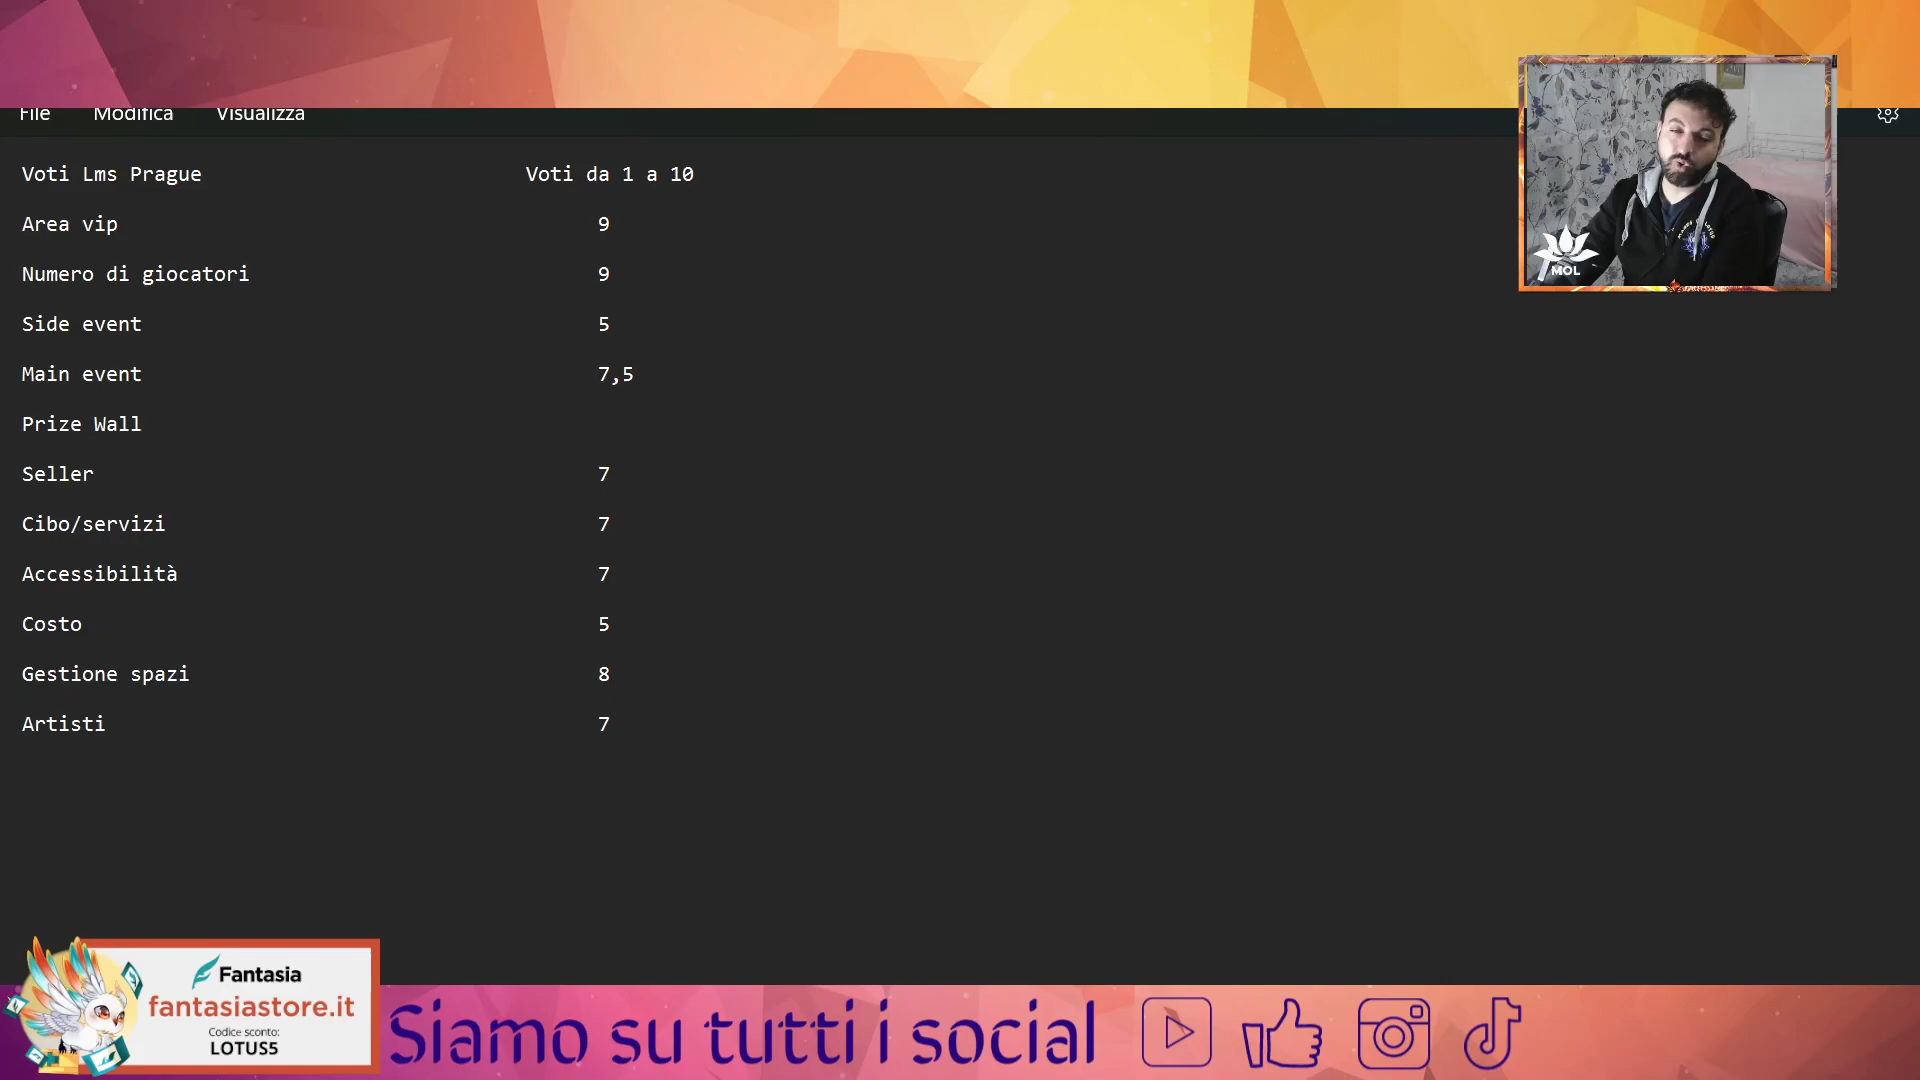 File Modifica Visualizza
Voti Lms Prague Voti da 1 a 10
Area vip 9
Numero di giocatori 9
Side event 5
Main event 7,5
Prize Wall
Seller 7
Cibo/servizi 7
Accessibilità 7
Costo 5
Gestione spazi 8
Artisti 7
MOL
Fantasia
fantasiastore.it
Codice sconto:
LOTUS5
Siamo su tutti i social